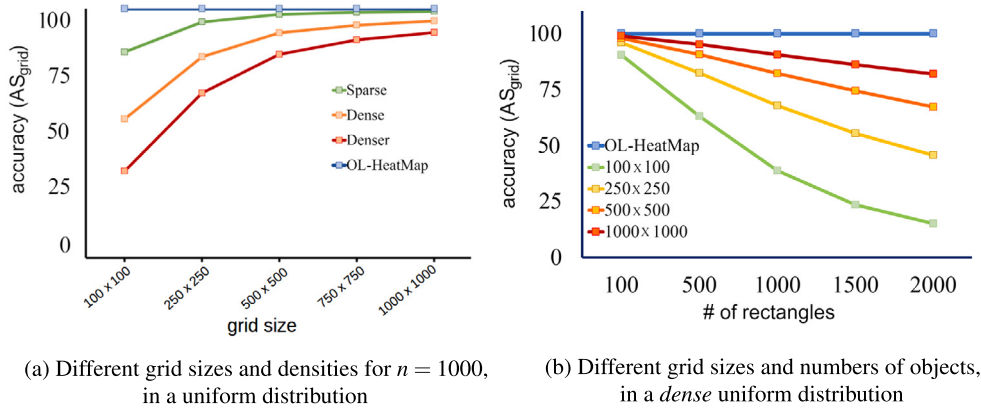 accuracy (AS_grid)
100
75
50
25
0
Sparse
Dense
Denser
OL-HeatMap
100 x 100
250 x 250
500 x 500
750 x 750
1000 x 1000
grid size
(a) Different grid sizes and densities for n = 1000,
in a uniform distribution
accuracy (AS_grid)
100
75
50
25
0
OL-HeatMap
100 x 100
250 x 250
500 x 500
1000 x 1000
100 500 1000 1500 2000
# of rectangles
(b) Different grid sizes and numbers of objects,
in a dense uniform distribution